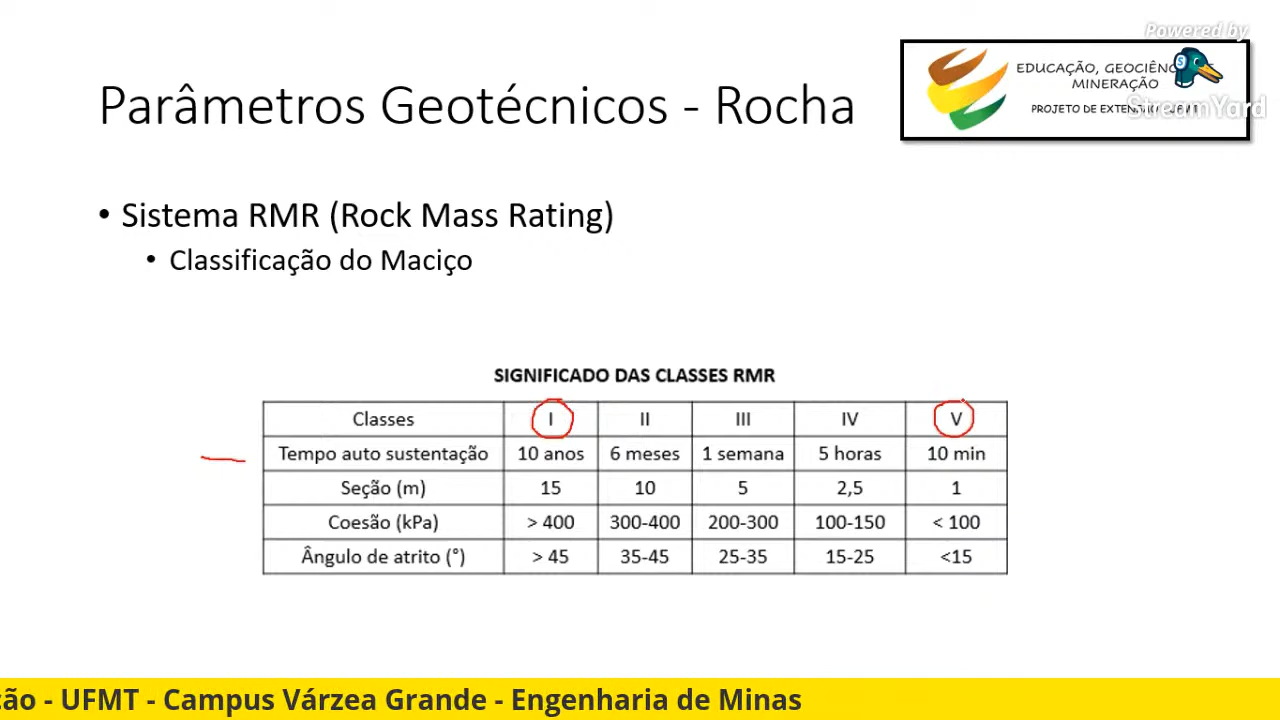 Powered by
StreamYard
EDUCAÇÃO, GEOCIÊNC
MINERAÇÃO
PROJETO DE
Parâmetros Geotécnicos - Rocha
• Sistema RMR (Rock Mass Rating)
• Classificação do Maciço
SIGNIFICADO DAS CLASSES RMR
Classes I II III IV V
Tempo auto sustentação 10 anos 6 meses 1 semana 5 horas 10 min
Seção (m) 15 10 5 2,5 1
Coesão (kPa) > 400 300-400 200-300 100-150 < 100
Ângulo de atrito (°) > 45 35-45 25-35 15-25 <15
ção - UFMT - Campus Várzea Grande - Engenharia de Minas